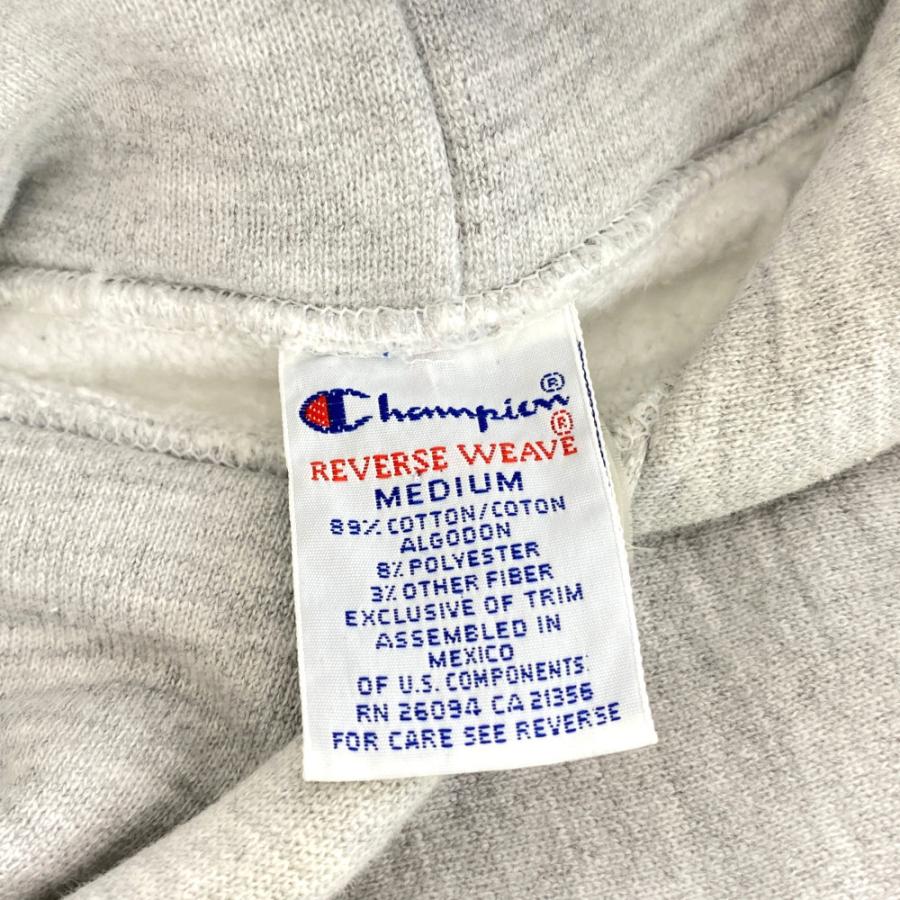 Champion®
REVERSE WEAVE®
MEDIUM
89% COTTON/COTON
ALGODON
8% POLYESTER
3% OTHER FIBER
EXCLUSIVE OF TRIM
ASSEMBLED IN
MEXICO
OF U.S. COMPONENTS:
RN 26094 CA 21356
FOR CARE SEE REVERSE